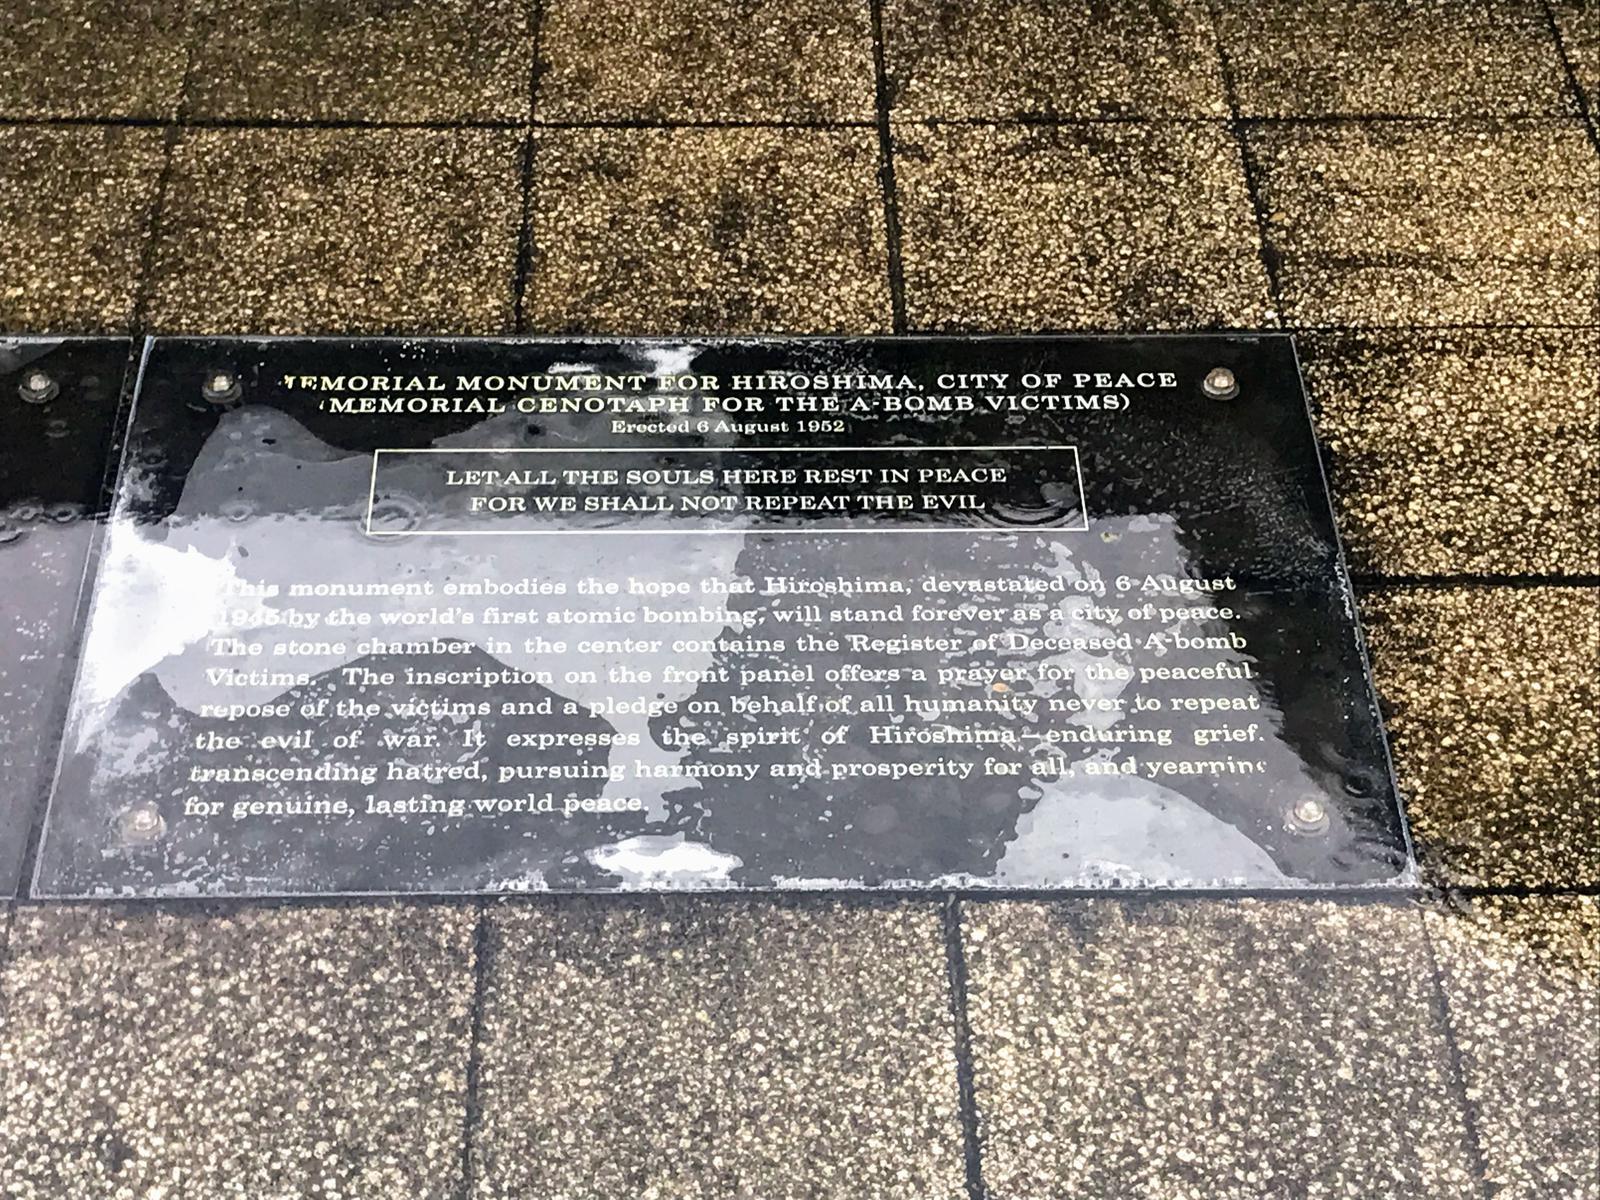 MEMORIAL MONUMENT FOR HIROSHIMA, CITY OF PEACE
(MEMORIAL CENOTAPH FOR THE A-BOMB VICTIMS)
Erected 6 August 1952
LET ALL THE SOULS HERE REST IN PEACE
FOR WE SHALL NOT REPEAT THE EVIL
This monument embodies the hope that Hiroshima, devastated on 6 August
1945 by the world's first atomic bombing, will stand forever as a city of peace.
The stone chamber in the center contains the Register of Deceased A-bomb
Victims. The inscription on the front panel offers a prayer for the peaceful
repose of the victims and a pledge on behalf of all humanity never to repeat
the evil of war. It expresses the spirit of Hiroshima — enduring grief,
transcending hatred, pursuing harmony and prosperity for all, and yearning
for genuine, lasting world peace.